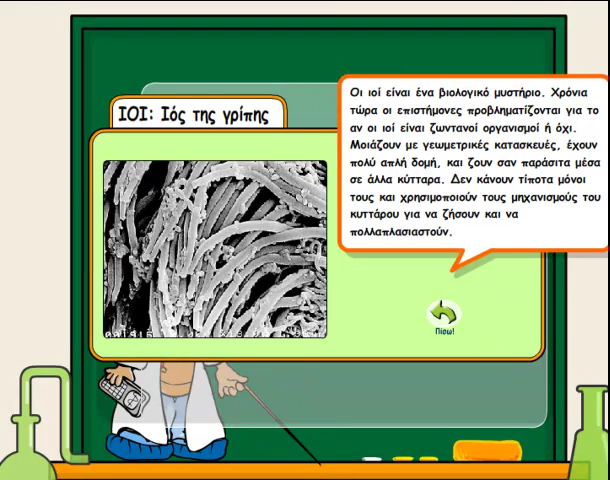 ΙΟΙ: Ιός της γρίπης
Οι ιοί είναι ένα βιολογικό μυστήριο. Χρόνια
τώρα οι επιστήμονες προβληματίζονται για το
αν οι ιοί είναι ζωντανοί οργανισμοί ή όχι.
Μοιάζουν με γεωμετρικές κατασκευές, έχουν
πολύ απλή δομή, και ζουν σαν παράσιτα μέσα
σε άλλα κύτταρα. Δεν κάνουν τίποτα μόνοι
τους και χρησιμοποιούν τους μηχανισμούς του
κυττάρου για να ζήσουν και να
πολλαπλασιαστούν.
Πίσω!